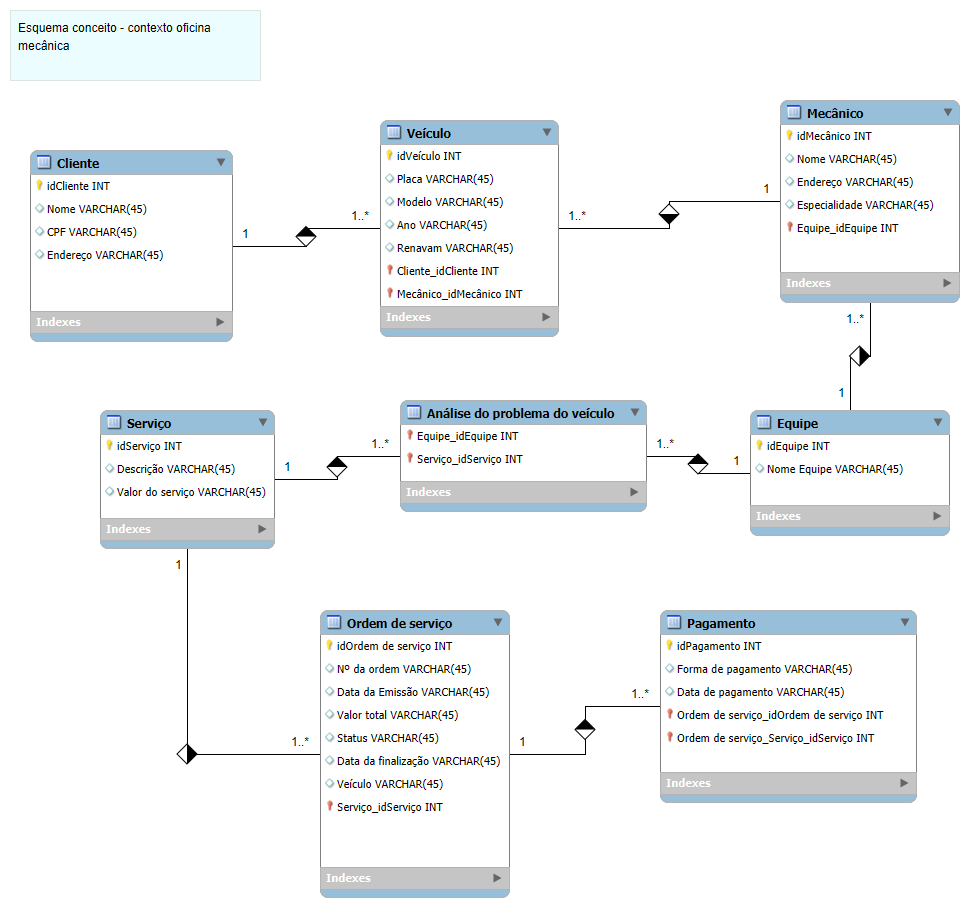 Esquema conceito - contexto oficina
mecânica
Cliente
idCliente INT
Nome VARCHAR(45)
CPF VARCHAR(45)
Endereço VARCHAR(45)
Indexes
1
1..*
Veículo
idVeículo INT
Placa VARCHAR(45)
Modelo VARCHAR(45)
Ano VARCHAR(45)
Renavam VARCHAR(45)
Cliente_idCliente INT
Mecânico_idMecânico INT
Indexes
1..*
1
Mecânico
idMecânico INT
Nome VARCHAR(45)
Endereço VARCHAR(45)
Especialidade VARCHAR(45)
Equipe_idEquipe INT
Indexes
1..*
1
Serviço
idServiço INT
Descrição VARCHAR(45)
Valor do serviço VARCHAR(45)
Indexes
1
1..*
Análise do problema do veículo
Equipe_idEquipe INT
Serviço_idServiço INT
Indexes
1..*
1
Equipe
idEquipe INT
Nome Equipe VARCHAR(45)
Indexes
1
1..*
Ordem de serviço
idOrdem de serviço INT
Nº da ordem VARCHAR(45)
Data da Emissão VARCHAR(45)
Valor total VARCHAR(45)
Status VARCHAR(45)
Data da finalização VARCHAR(45)
Veículo VARCHAR(45)
Serviço_idServiço INT
Indexes
1
1..*
Pagamento
idPagamento INT
Forma de pagamento VARCHAR(45)
Data de pagamento VARCHAR(45)
Ordem de serviço_idOrdem de serviço INT
Ordem de serviço_Serviço_idServiço INT
Indexes